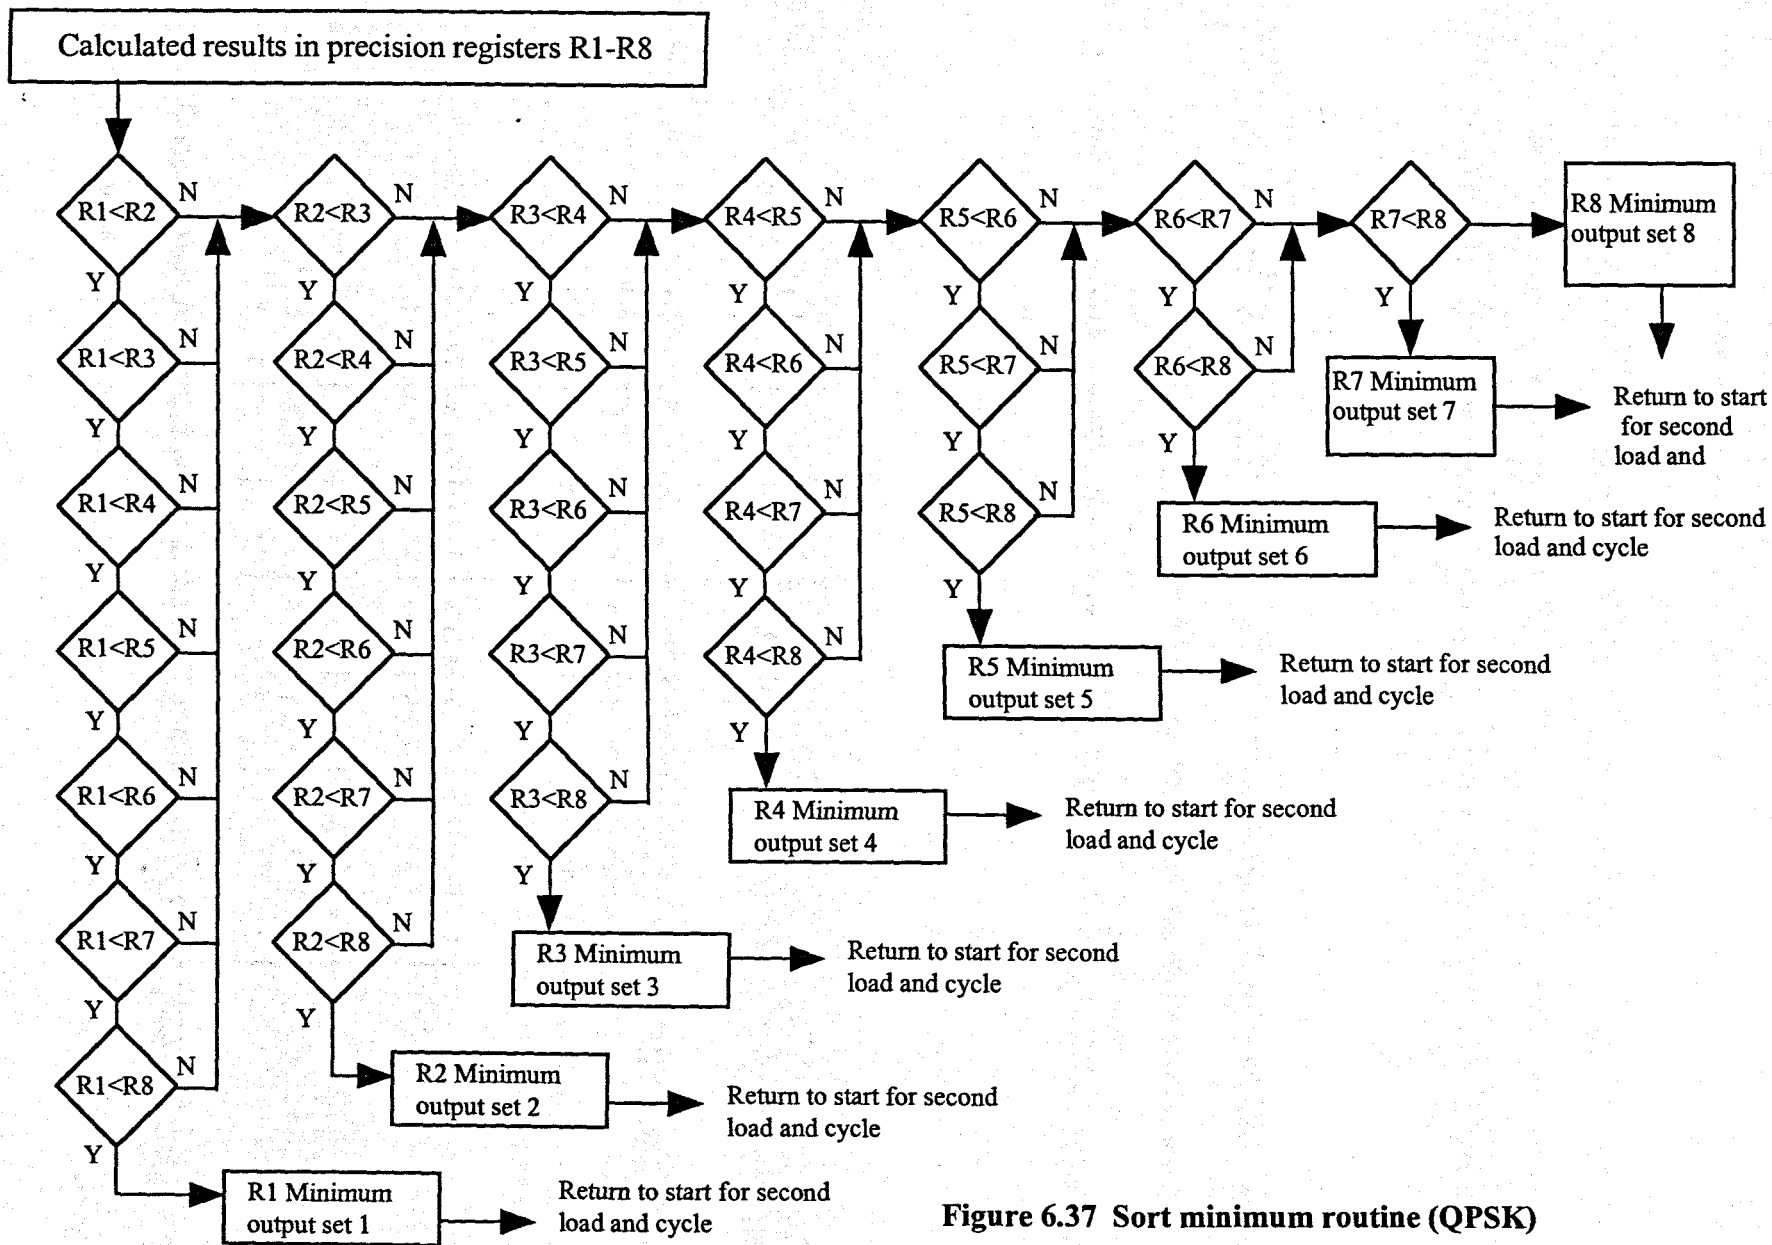 Calculated results in precision registers R1-R8
R1<R2
N
Y
R1<R3
N
Y
R1<R4
N
Y
R1<R5
N
Y
R1<R6
N
Y
R1<R7
N
Y
R1<R8
N
Y
R1 Minimum
output set 1
Return to start for second
load and cycle
R2<R3
N
Y
R2<R4
N
Y
R2<R5
N
Y
R2<R6
N
Y
R2<R7
N
Y
R2<R8
N
Y
R2 Minimum
output set 2
Return to start for second
load and cycle
R3<R4
N
Y
R3<R5
N
Y
R3<R6
N
Y
R3<R7
N
Y
R3<R8
N
Y
R3 Minimum
output set 3
Return to start for second
load and cycle
R4<R5
N
Y
R4<R6
N
Y
R4<R7
N
Y
R4<R8
N
Y
R4 Minimum
output set 4
Return to start for second
load and cycle
R5<R6
N
Y
R5<R7
N
Y
R5<R8
N
Y
R5 Minimum
output set 5
Return to start for second
load and cycle
R6<R7
N
Y
R6<R8
N
Y
R6 Minimum
output set 6
Return to start for second
load and cycle
R7<R8
Y
R7 Minimum
output set 7
R8 Minimum
output set 8
Return to start
for second
load and
Figure 6.37 Sort minimum routine (QPSK)